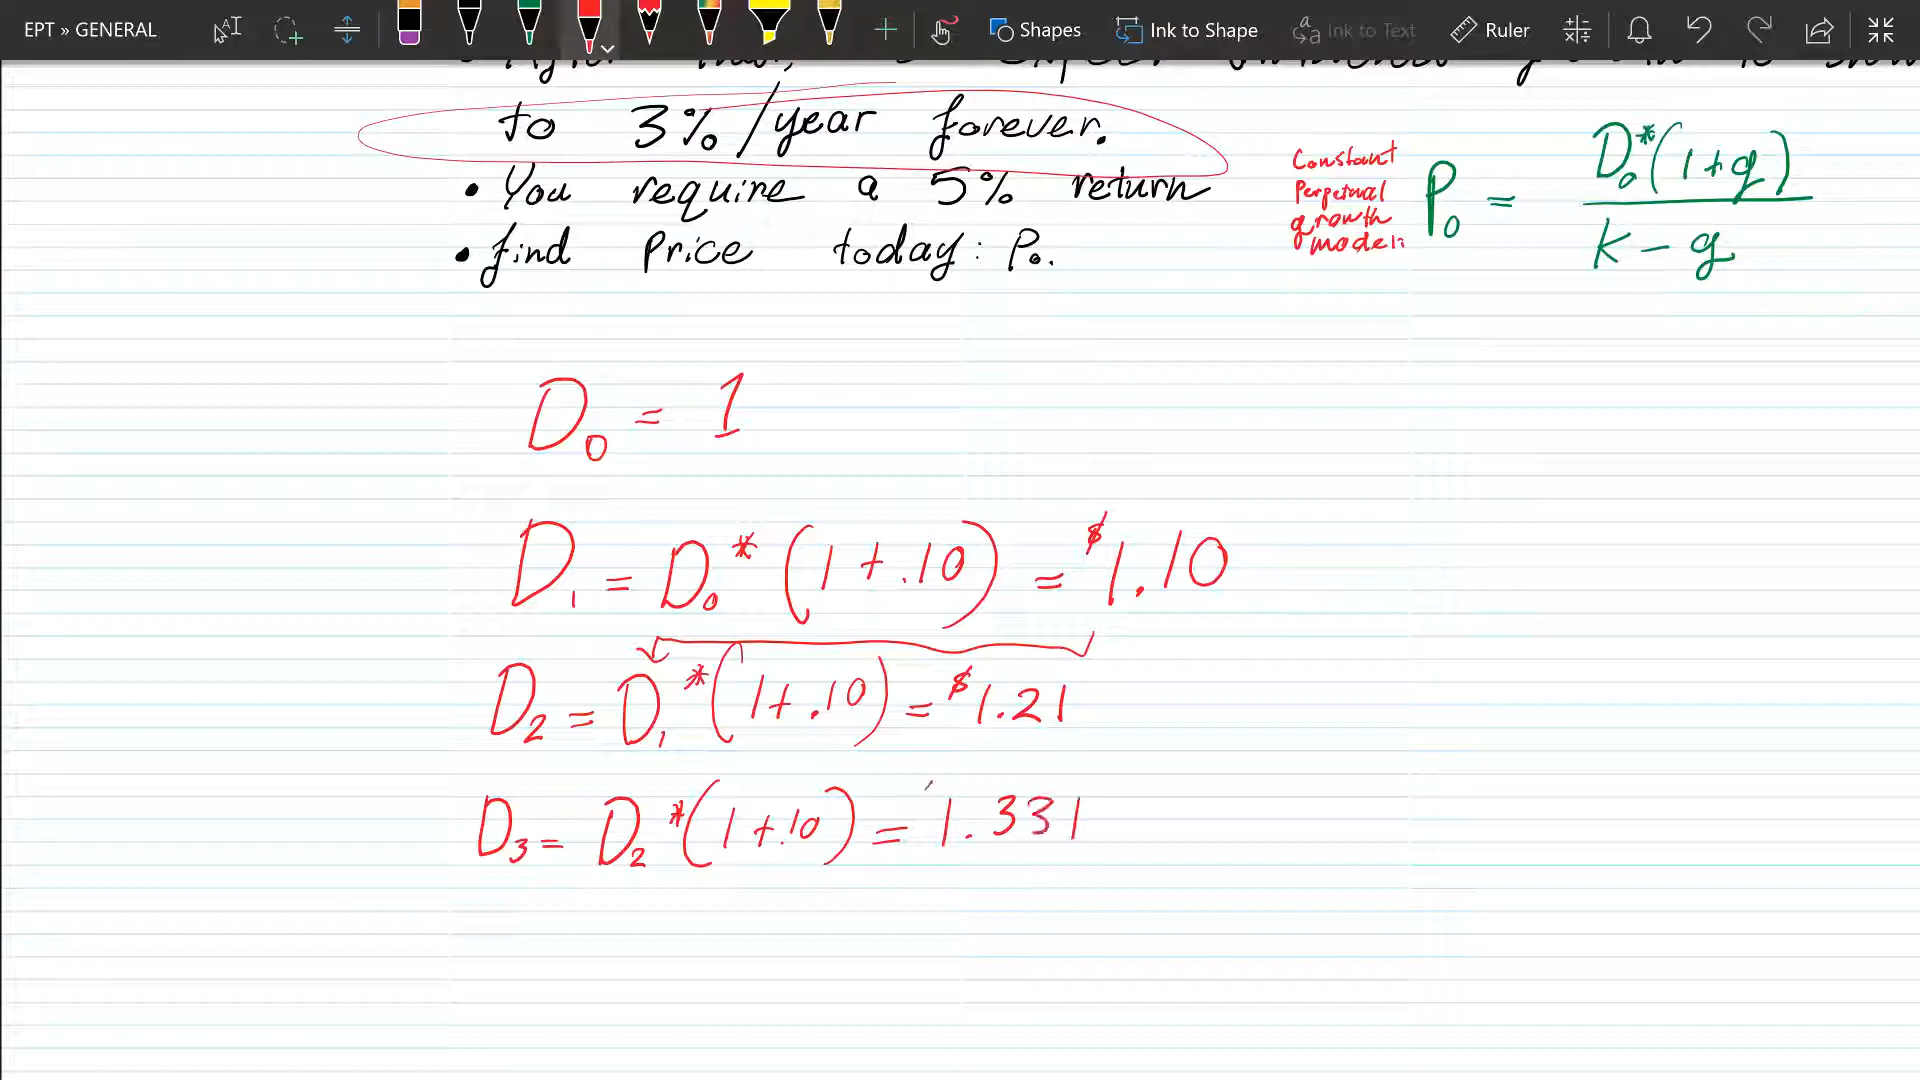 EPT » GENERAL
Shapes
Ink to Shape
Ink to Text
Ruler
to 3%/year forever.
• You require a 5% return
• find Price today: P₀.
Constant
Perpetual
growth
model:
P₀ = D₀*(1+g)
k - g
D₀ = 1
D₁ = D₀* (1+.10) = $1.10
D₂ = D₁*(1+.10) = $1.21
D₃ = D₂*(1+.10) = 1.331